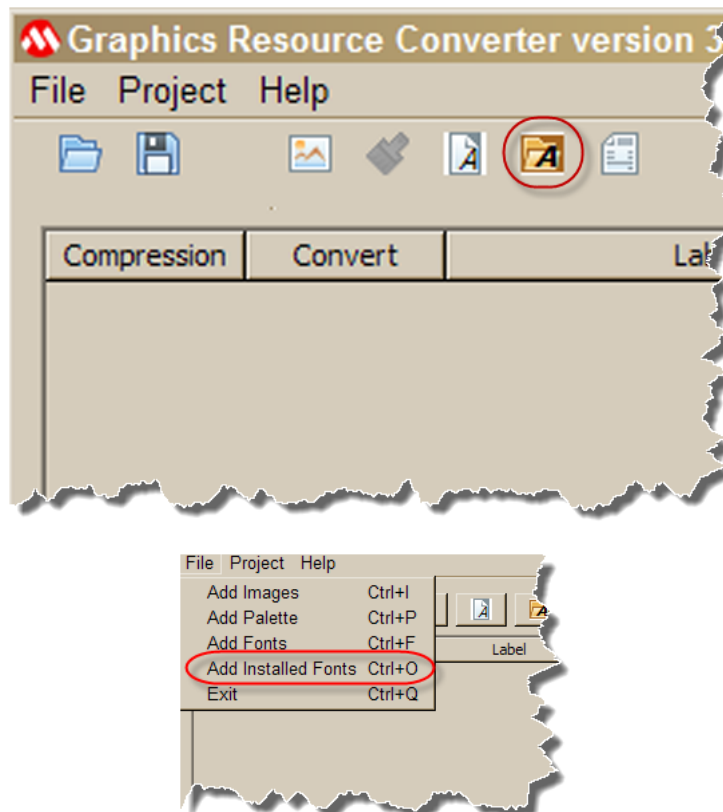 Graphics Resource Converter version 3
File Project Help
Compression Convert
File Project Help
Add Images Ctrl+I
Add Palette Ctrl+P
Add Fonts Ctrl+F
Label
Add Installed Fonts Ctrl+O
Exit Ctrl+Q